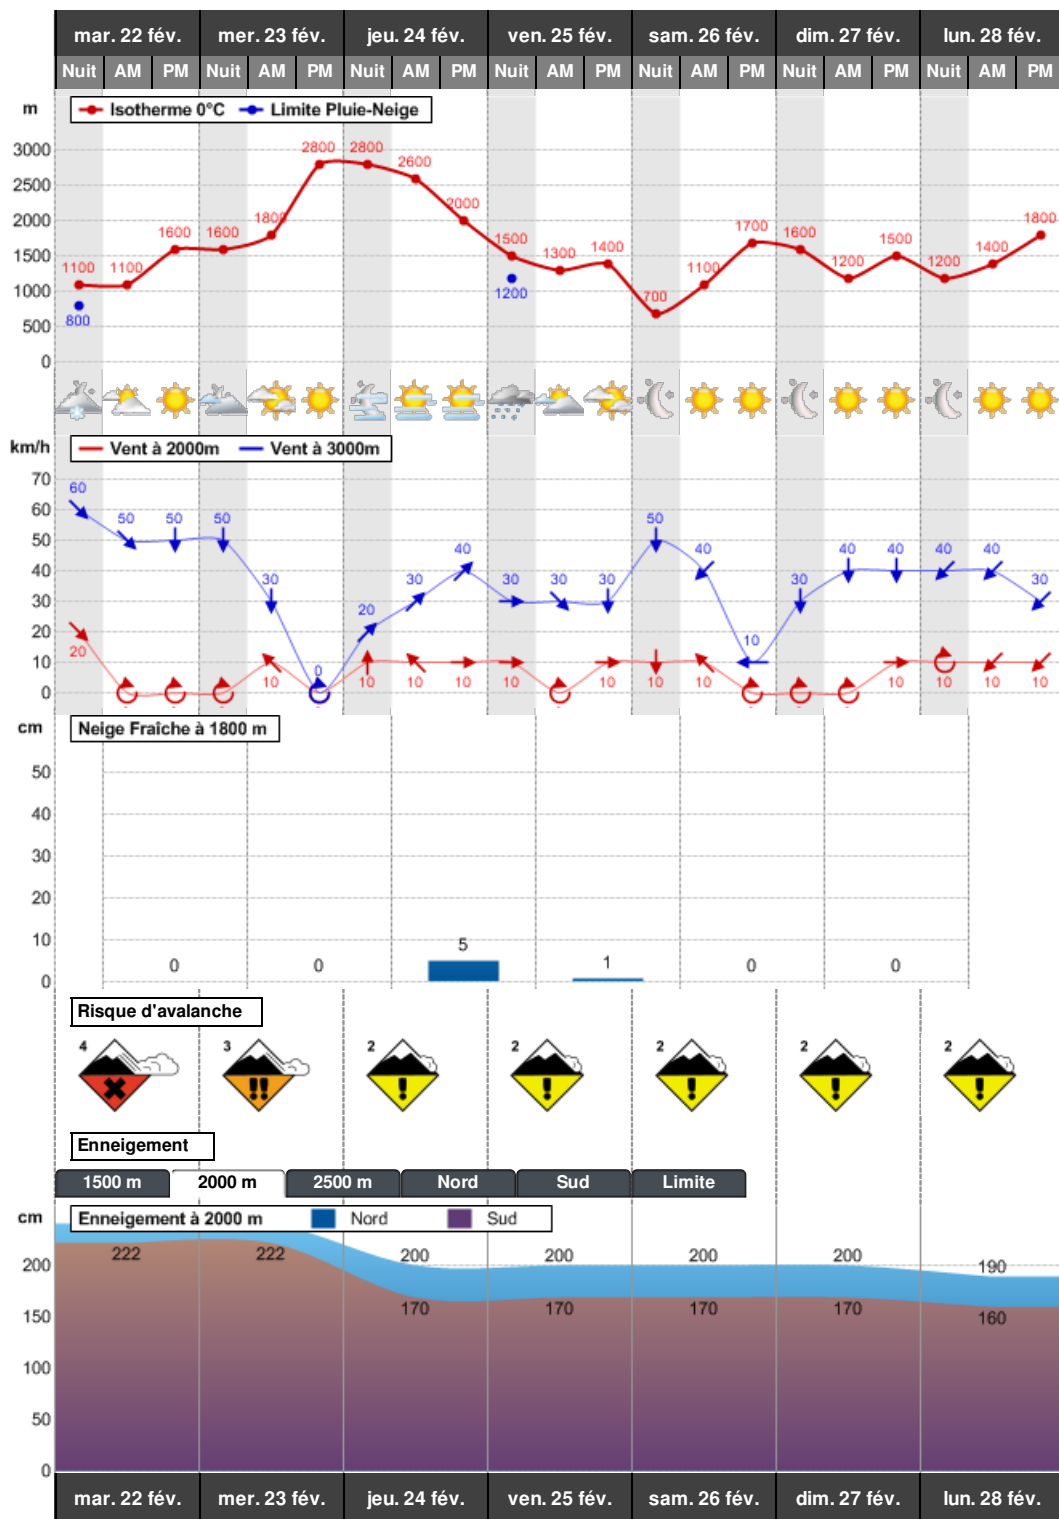 mar. 22 fév. mer. 23 fév. jeu. 24 fév. ven. 25 fév. sam. 26 fév. dim. 27 fév. lun. 28 fév.
Nuit AM PM Nuit AM PM Nuit AM PM Nuit AM PM Nuit AM PM Nuit AM PM Nuit AM PM
m Isotherme 0°C Limite Pluie-Neige
3000 2800 2800
2500 2600
2000 2000
1500 1600 1600 1800 1500 1300 1400 1700 1600 1500 1400 1800
1000 1100 1100 1200 1100 1200 1200
500 800 700
0
km/h Vent à 2000m Vent à 3000m
70
60 60
50 50 50 50 50
40 40 40 40 40 40 40
30 30 30 30 30 30 30 30
20 20 20
10 10 10 10 10 10 10 10 10 10 10 10 10 10
0 0
cm Neige Fraîche à 1800 m
50
40
30
20
10
0 0 0 5 1 0 0
Risque d'avalanche
4 3 2 2 2 2 2
Enneigement
1500 m 2000 m 2500 m Nord Sud Limite
cm Enneigement à 2000 m Nord Sud
200 222 222 200 200 200 200 190
150 170 170 170 170 160
100
50
0
mar. 22 fév. mer. 23 fév. jeu. 24 fév. ven. 25 fév. sam. 26 fév. dim. 27 fév. lun. 28 fév.